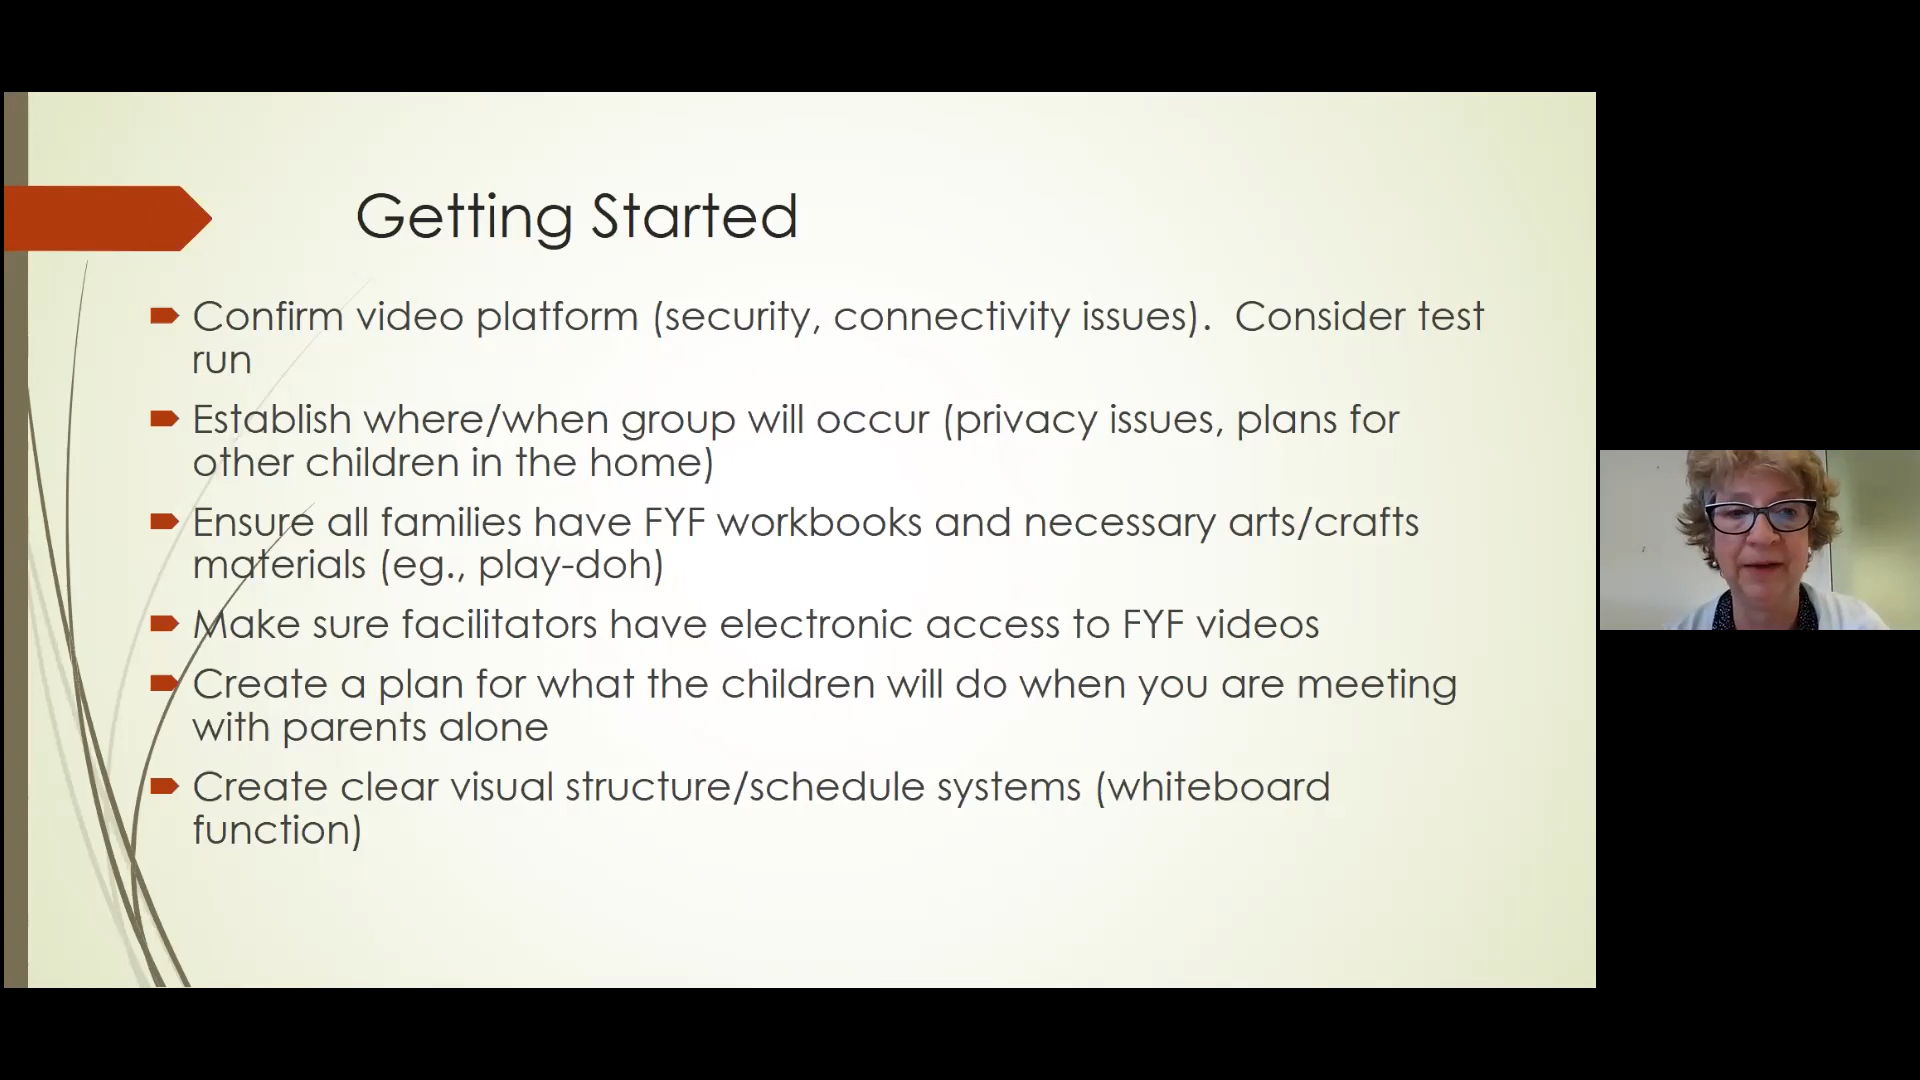 Getting Started
Confirm video platform (security, connectivity issues).  Consider test
run
Establish where/when group will occur (privacy issues, plans for
other children in the home)
Ensure all families have FYF workbooks and necessary arts/crafts
materials (eg., play-doh)
Make sure facilitators have electronic access to FYF videos
Create a plan for what the children will do when you are meeting
with parents alone
Create clear visual structure/schedule systems (whiteboard
function)